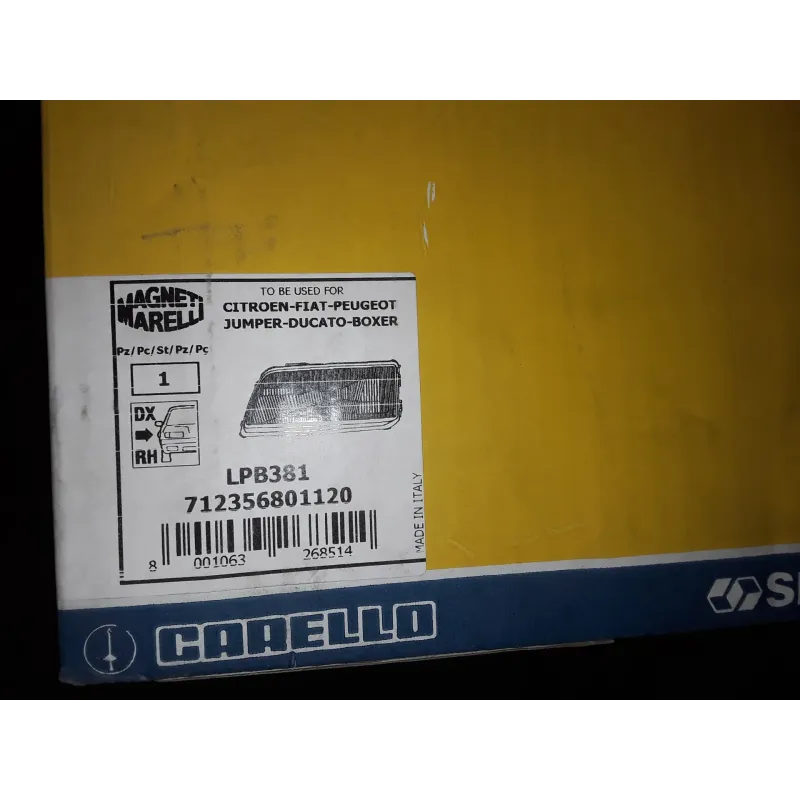 MAGNETI
MARELLI
TO BE USED FOR
CITROEN-FIAT-PEUGEOT
JUMPER-DUCATO-BOXER
Pz/Pc/St/Pz/Pç
1
DX
RH
LPB381
712356801120
8 001063 268514
MADE IN ITALY
CARELLO